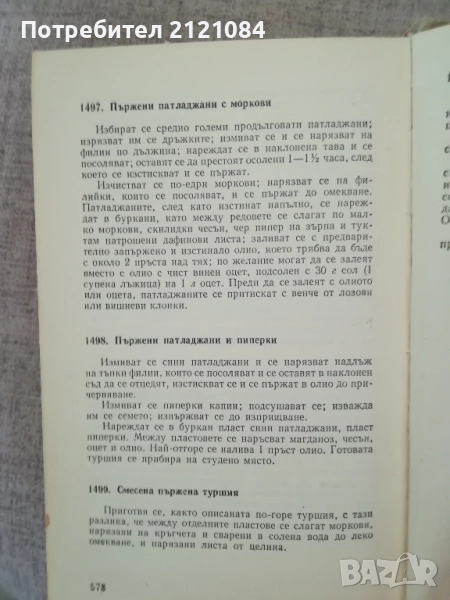 Потребител 2121084
1497. Пържени патладжани с моркови
Избират се средно големи продълговати патладжани;
изрязват им се дръжките; измиват се и се нарязват на
филии по дължина; нареждат се в наклонена тава и се
посоляват; оставят се да престоят осолени 1—1½ часа, след
което се изстискват и се пържат.
Изчистват се по-едри моркови; нарязват се на фи-
лийки, които се посоляват, и се пържат до омекване.
Патладжаните, след като изстинат напълно, се нареж-
дат в буркани, като между редовете се слагат по мал-
ко моркови, скилидки чесън, чер пипер на зърна и тук-
там натрошени дафинови листа; заливат се с предвари-
телно запържено и изстинало олио, което трябва да бъде
с около 2 пръста над тях; по желание могат да се залеят
вместо с олио с чист винен оцет, подсолен с 30 г сол (1
супена лъжица) на 1 л оцет. Преди да се залеят с олиото
или оцета, патладжаните се притискат с венче от лозови
или вишневи клонки.
1498. Пържени патладжани и пиперки
Измиват се сини патладжани и се нарязват надлъж
на тънки филии, които се посоляват и се оставят в наклонен
съд да се отцедят, изстискват се и се пържат в олио до за-
червяване.
Измиват се пиперки капии; подсушават се; изважда
им се семето; изпържват се до изприщване.
Нареждат се в буркан пласт сини патладжани, пласт
пиперки. Между пластовете се наръсват магданоз, чесън,
оцет и олио. Най-отгоре се налива 1 пръст олио. Готовата
туршия се прибира на студено място.
1499. Смесена пържена туршия
Приготвя се, както описаната по-горе туршия, с тази
разлика, че между отделните пластове се слагат моркови,
нарязани на кръгчета и сварени в солена вода до леко
омекване, и нарязани листа от целина.
578
BAZAR